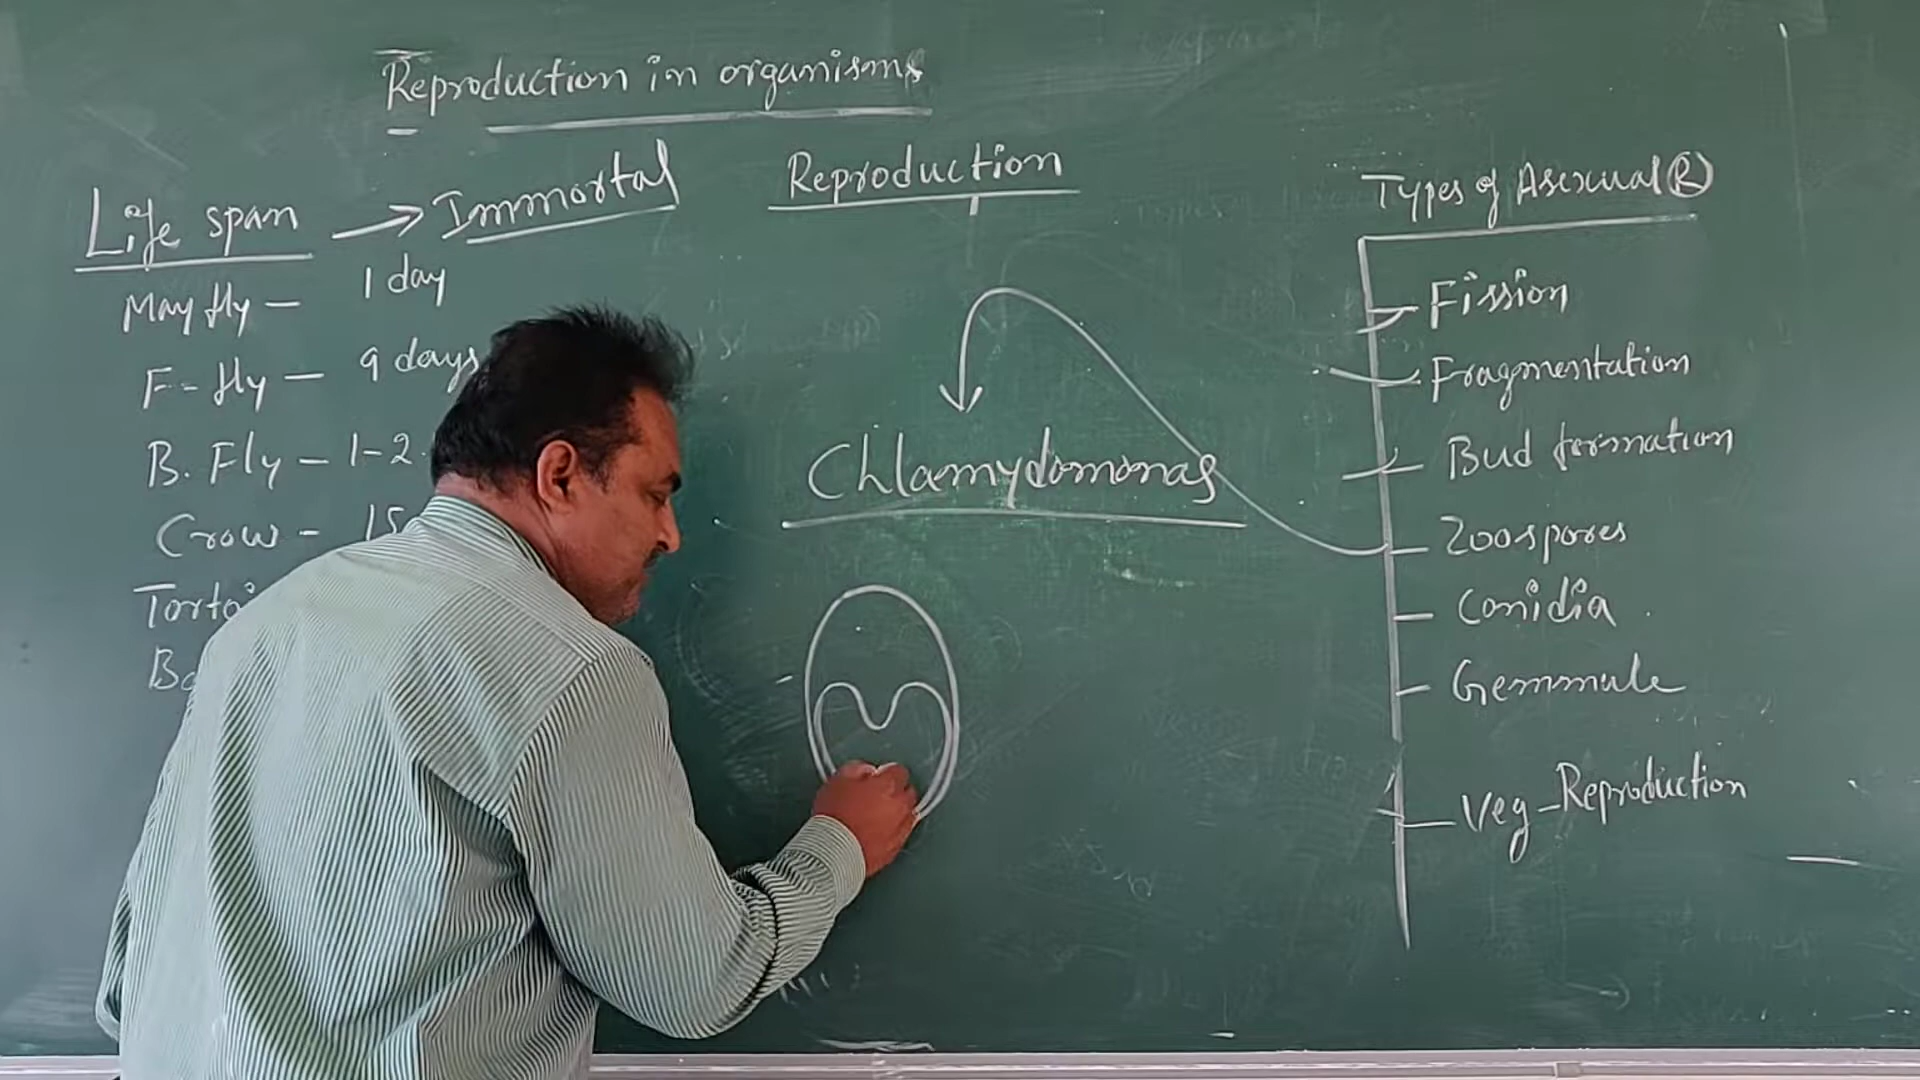 Reproduction in organisms
Life span → Immortal
May fly – 1 day
F- fly – 9 days
B. Fly – 1-2
Crow – 15
Reproduction
Chlamydomonas
Types of Asexual R
Fission
Fragmentation
Bud formation
Zoospores
Conidia
Gemmule
Veg-Reproduction